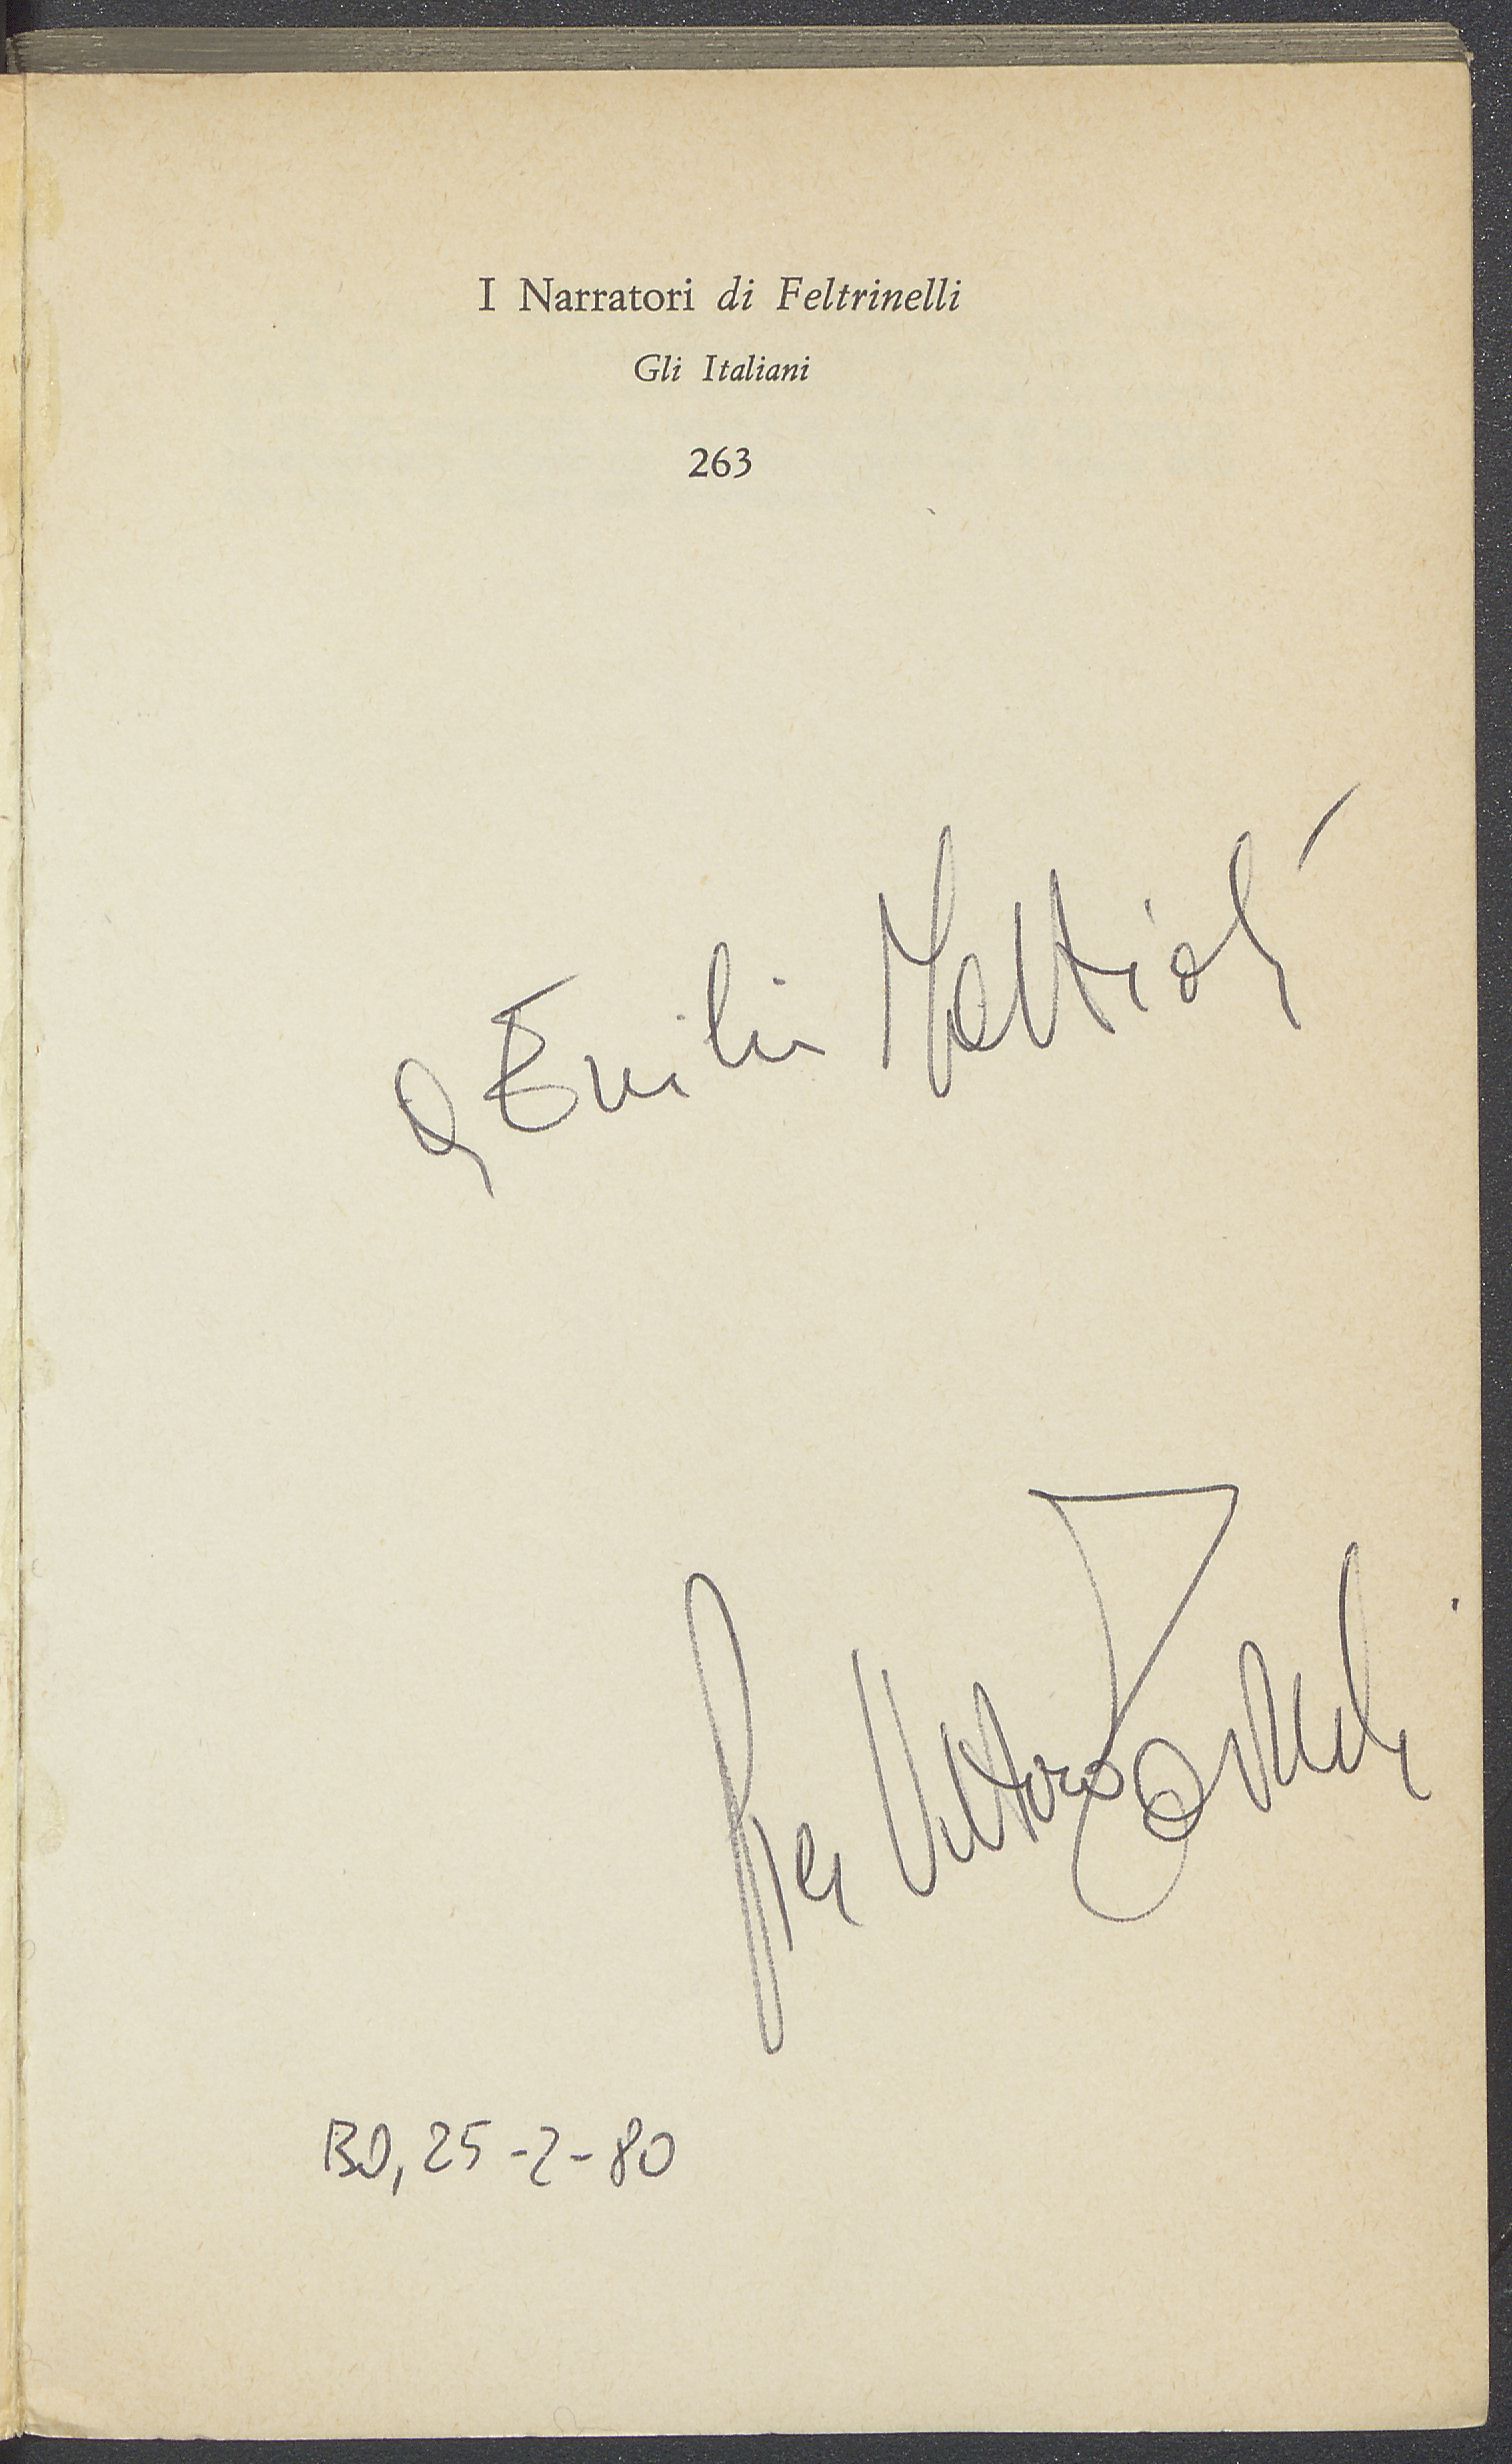 I Narratori di Feltrinelli
Gli Italiani
263
a Emilio Mattioli
Pier Vittorio Tondelli
BO, 25-2-80